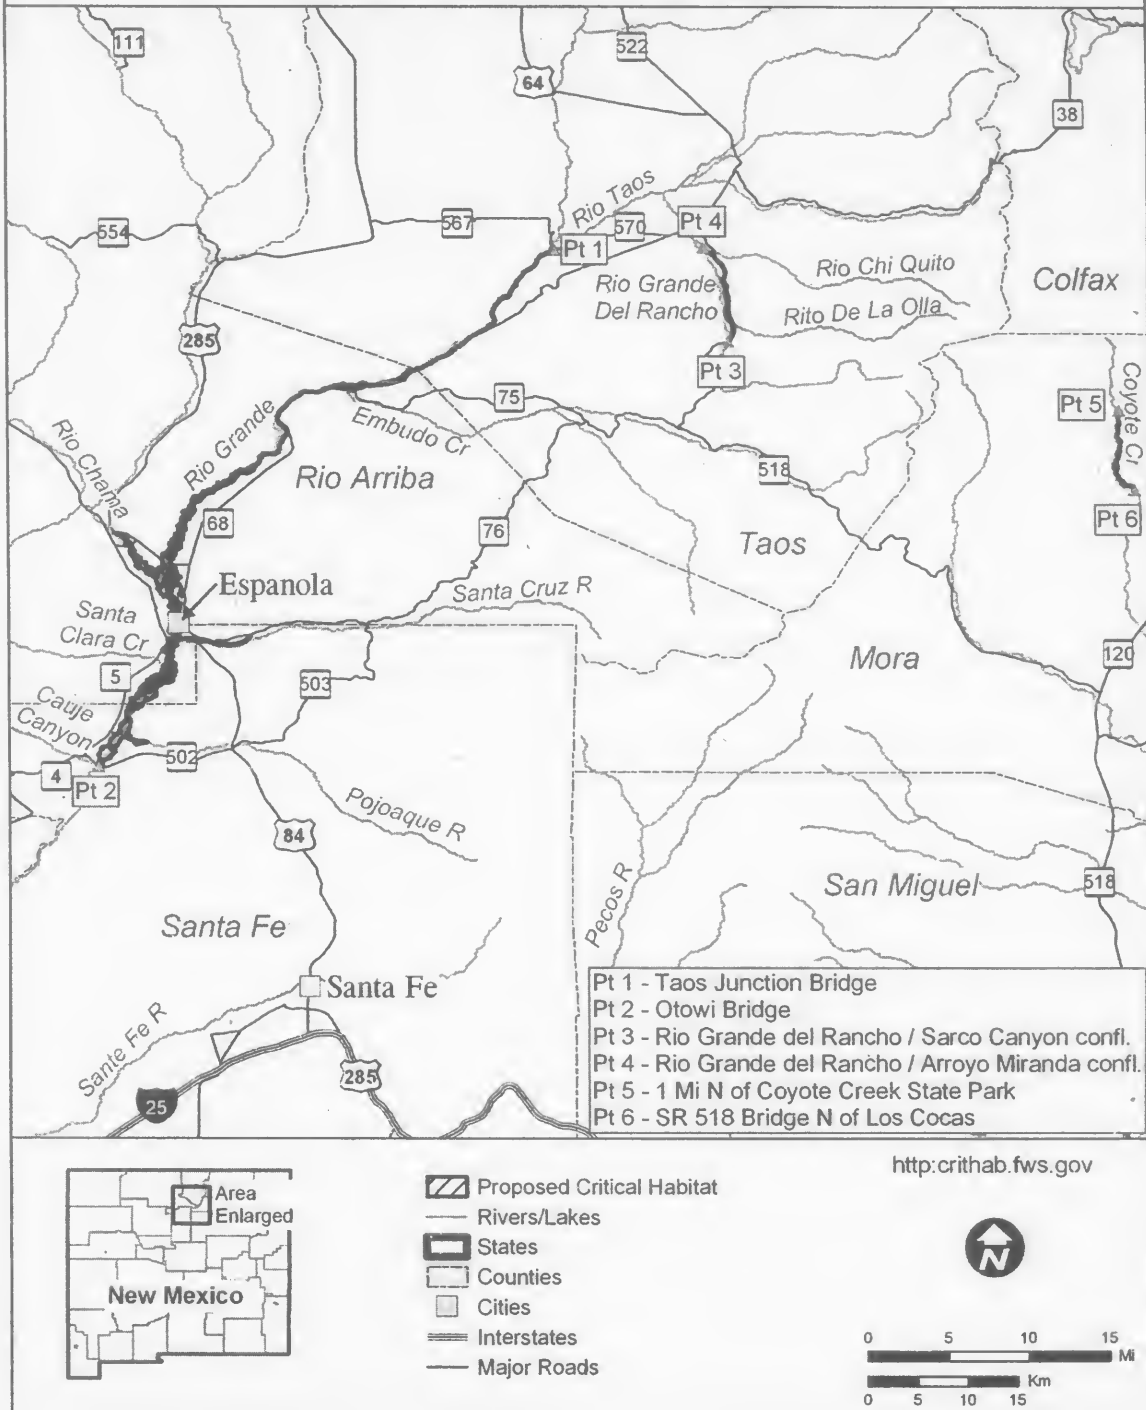 111
522
64
38
Rio Taos
554
567
570
Pt 4
Pt 1
Rio Chi Quito
Rio Grande
Del Rancho
Colfax
Rito De La Olla
285
Pt 3
Coyote Cr
75
Pt 5
Embudo Cr
Rio Grande
Rio Chama
Rio Arriba
518
68
76
Pt 6
Taos
Espanola
Santa Cruz R
Santa
Clara Cr
Mora
120
5
503
Cauje
Canyon
502
4
Pt 2
Pojoaque R
84
San Miguel
518
Pecos R
Santa Fe
Santa Fe
Sante Fe R
285
25
Pt 1 - Taos Junction Bridge
Pt 2 - Otowi Bridge
Pt 3 - Rio Grande del Rancho / Sarco Canyon confl.
Pt 4 - Rio Grande del Rancho / Arroyo Miranda confl.
Pt 5 - 1 Mi N of Coyote Creek State Park
Pt 6 - SR 518 Bridge N of Los Cocas
http:crithab.fws.gov
Area
Enlarged
New Mexico
Proposed Critical Habitat
Rivers/Lakes
States
Counties
Cities
Interstates
Major Roads
N
0 5 10 15
Mi
Km
0 5 10 15